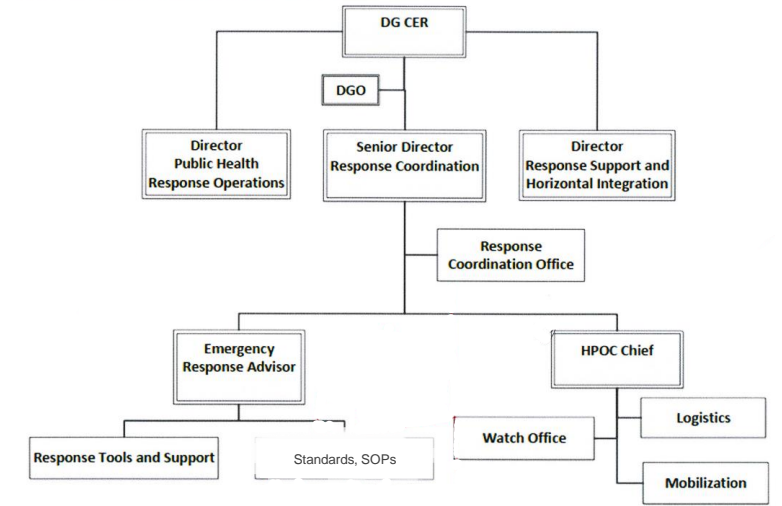 DG CER
DGO
Director
Public Health
Response Operations
Senior Director
Response Coordination
Director
Response Support and
Horizontal Integration
Response
Coordination Office
Emergency
Response Advisor
HPOC Chief
Response Tools and Support
Standards, SOPs
Watch Office
Logistics
Mobilization